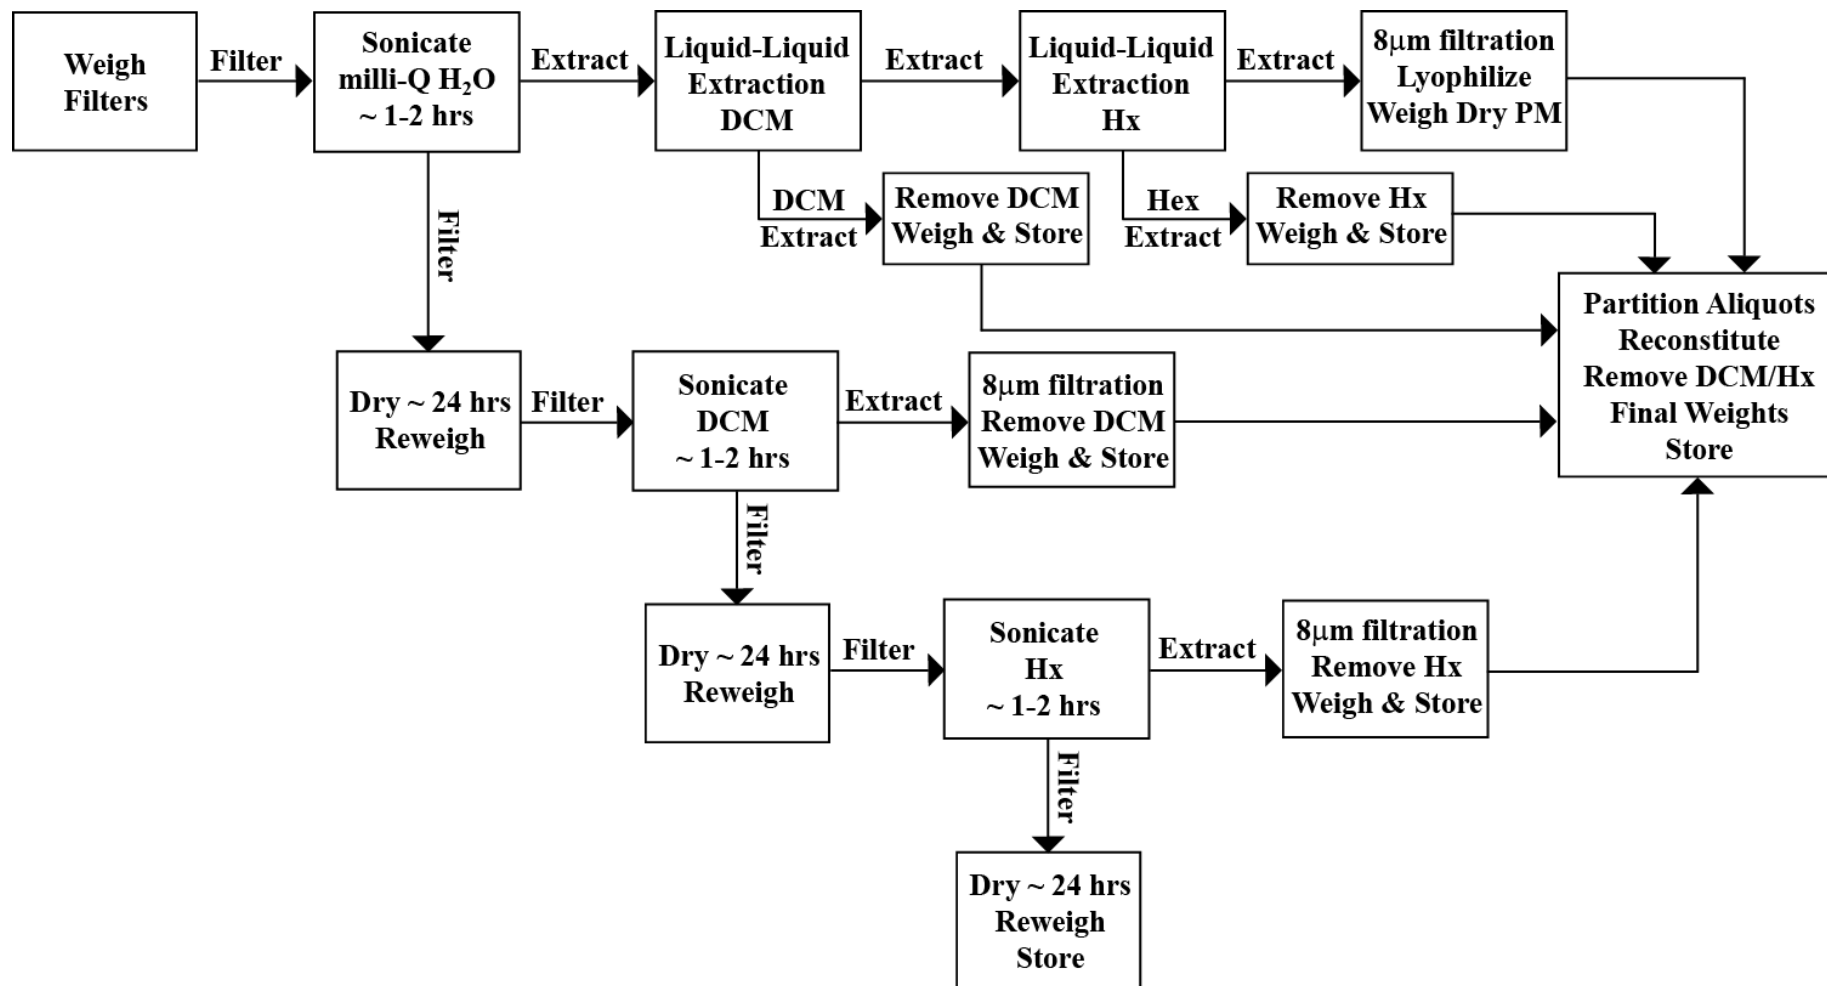 Weigh
Filters
Filter
Sonicate
milli-Q H₂O
~ 1-2 hrs
Extract
Liquid-Liquid
Extraction
DCM
Extract
Liquid-Liquid
Extraction
Hx
Extract
8μm filtration
Lyophilize
Weigh Dry PM
DCM
Extract
Remove DCM
Weigh & Store
Hex
Extract
Remove Hx
Weigh & Store
Filter
Partition Aliquots
Reconstitute
Remove DCM/Hx
Final Weights
Store
Dry ~ 24 hrs
Reweigh
Filter
Sonicate
DCM
~ 1-2 hrs
Extract
8μm filtration
Remove DCM
Weigh & Store
Filter
Dry ~ 24 hrs
Reweigh
Filter
Sonicate
Hx
~ 1-2 hrs
Extract
8μm filtration
Remove Hx
Weigh & Store
Filter
Dry ~ 24 hrs
Reweigh
Store